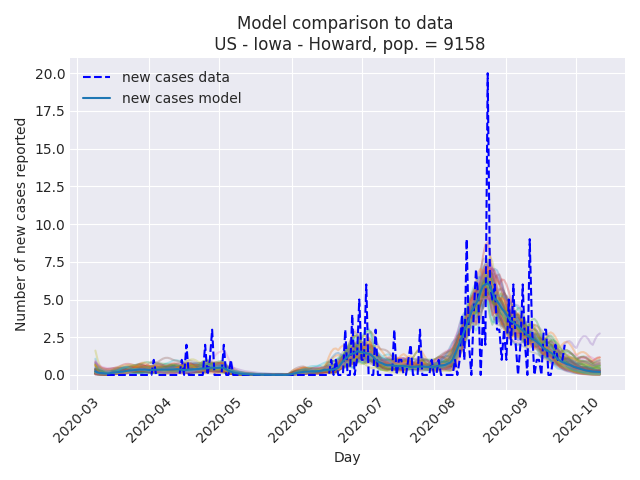 Model comparison to data
US - Iowa - Howard, pop. = 9158
new cases data
new cases model
Number of new cases reported
20.0
17.5
15.0
12.5
10.0
7.5
5.0
2.5
0.0
2020-03
2020-04
2020-05
2020-06
2020-07
2020-08
2020-09
2020-10
Day